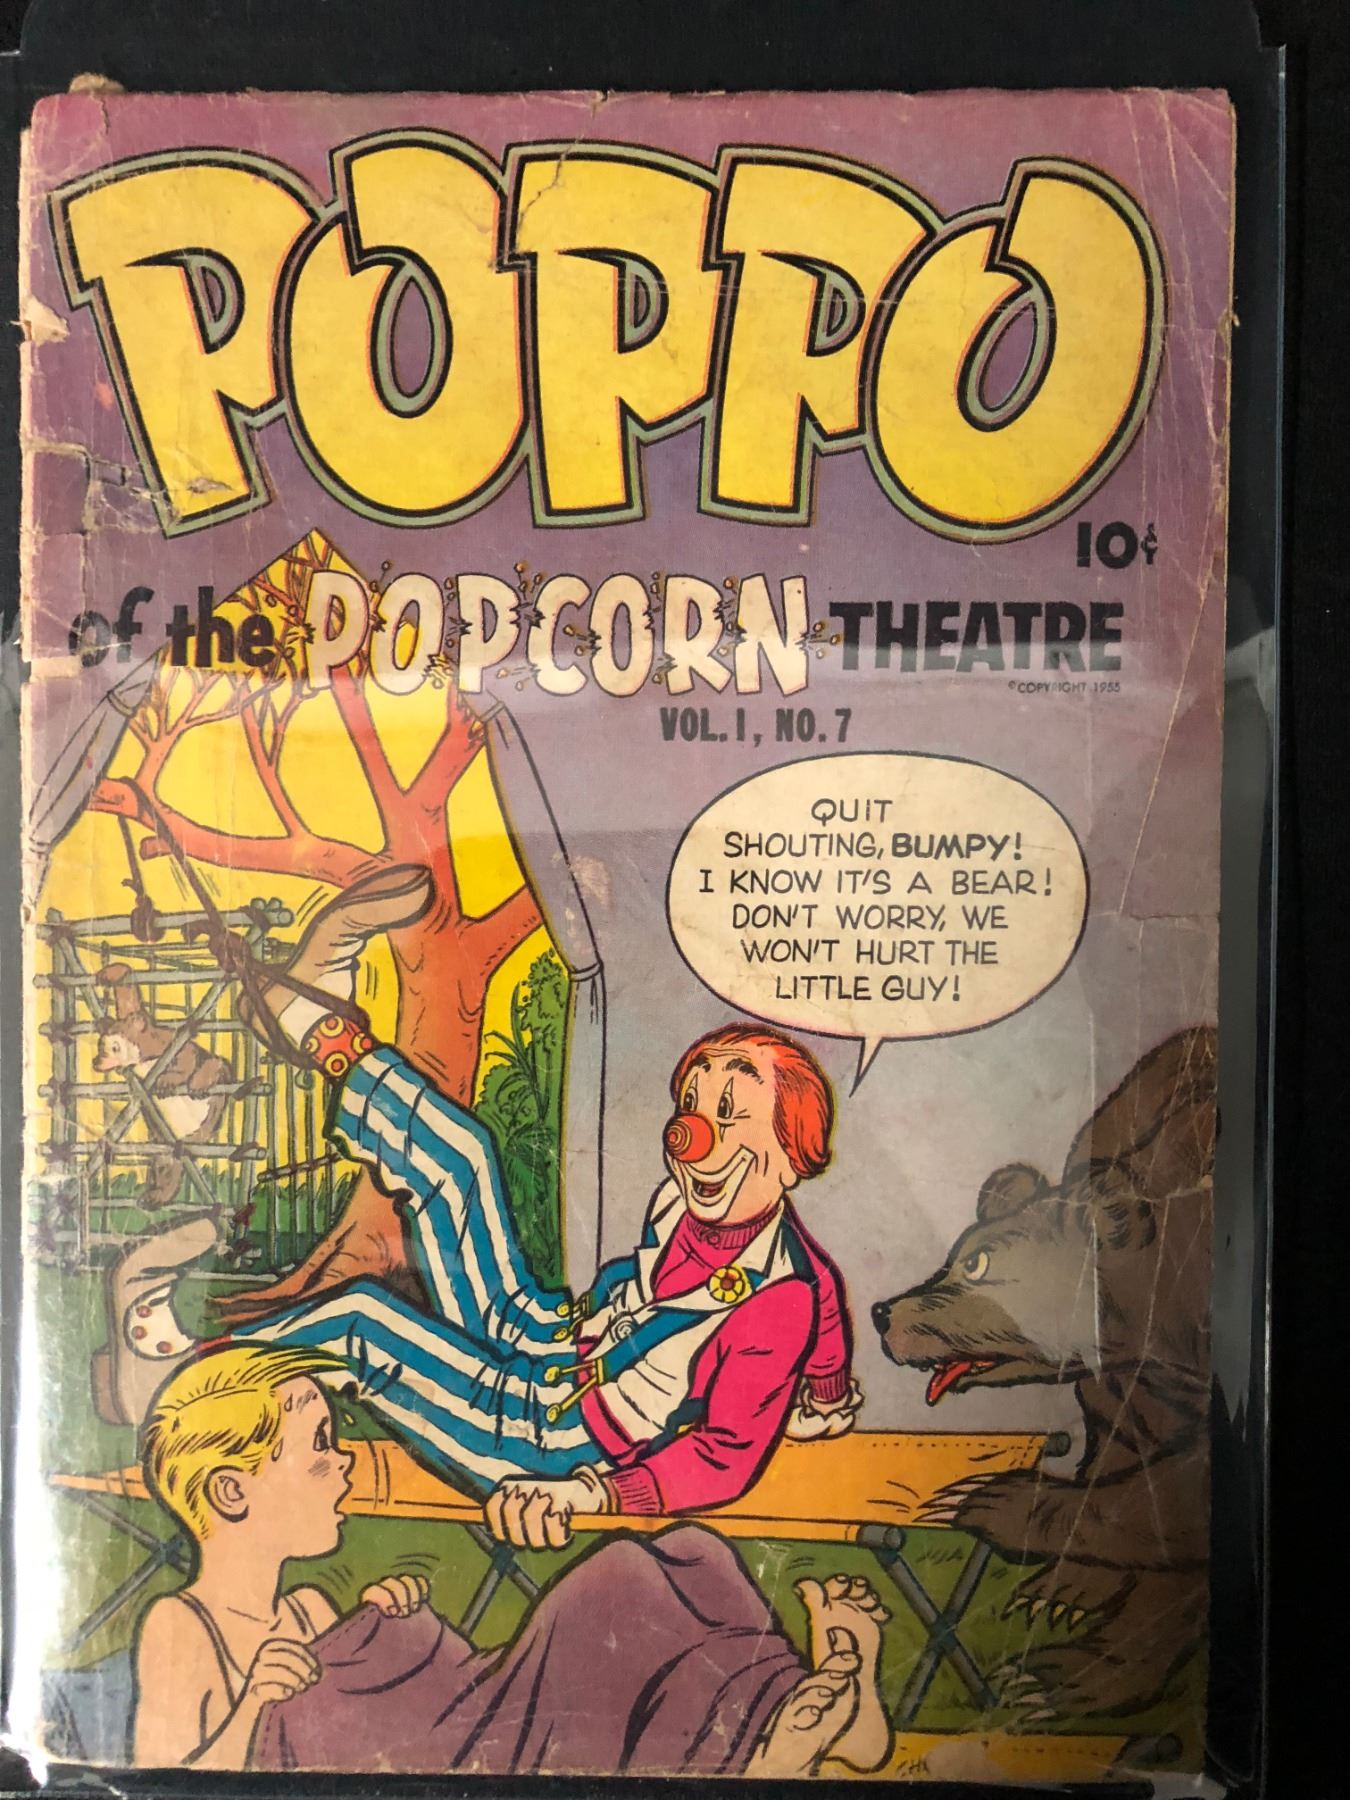 POPPO
10¢
of the POPCORN THEATRE
© COPYRIGHT 1955
VOL. 1, NO. 7
QUIT
SHOUTING, BUMPY!
I KNOW IT'S A BEAR!
DON'T WORRY, WE
WON'T HURT THE
LITTLE GUY!